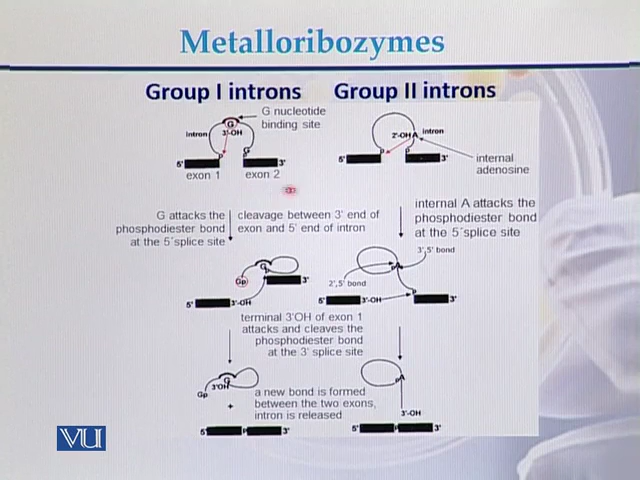 Metalloribozymes
Group I introns
Group II introns
G nucleotide
binding site
G
3'-OH
intron
P
G
5'
3'
exon 1
exon 2
2'-OH A
intron
P
P
5'
3'
internal
adenosine
G attacks the
phosphodiester bond
at the 5´splice site
cleavage between 3' end of
exon and 5' end of intron
internal A attacks the
phosphodiester bond
at the 5´splice site
3',5' bond
Gp
G
P
3'
5'
3'-OH
PA
2',5' bond
P
5'
3'-OH
3'
terminal 3'OH of exon 1
attacks and cleaves the
phosphodiester bond
at the 3' splice site
G
3'OH
Gp
+
a new bond is formed
between the two exons,
intron is released
5'
P
3'
A
3'-OH
5'
P
3'
VU